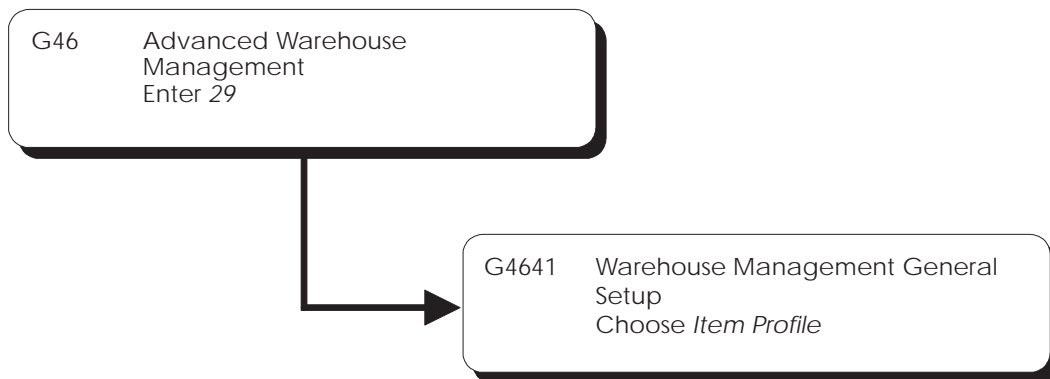 G46 Advanced Warehouse
Management
Enter 29
G4641 Warehouse Management General
Setup
Choose Item Profile